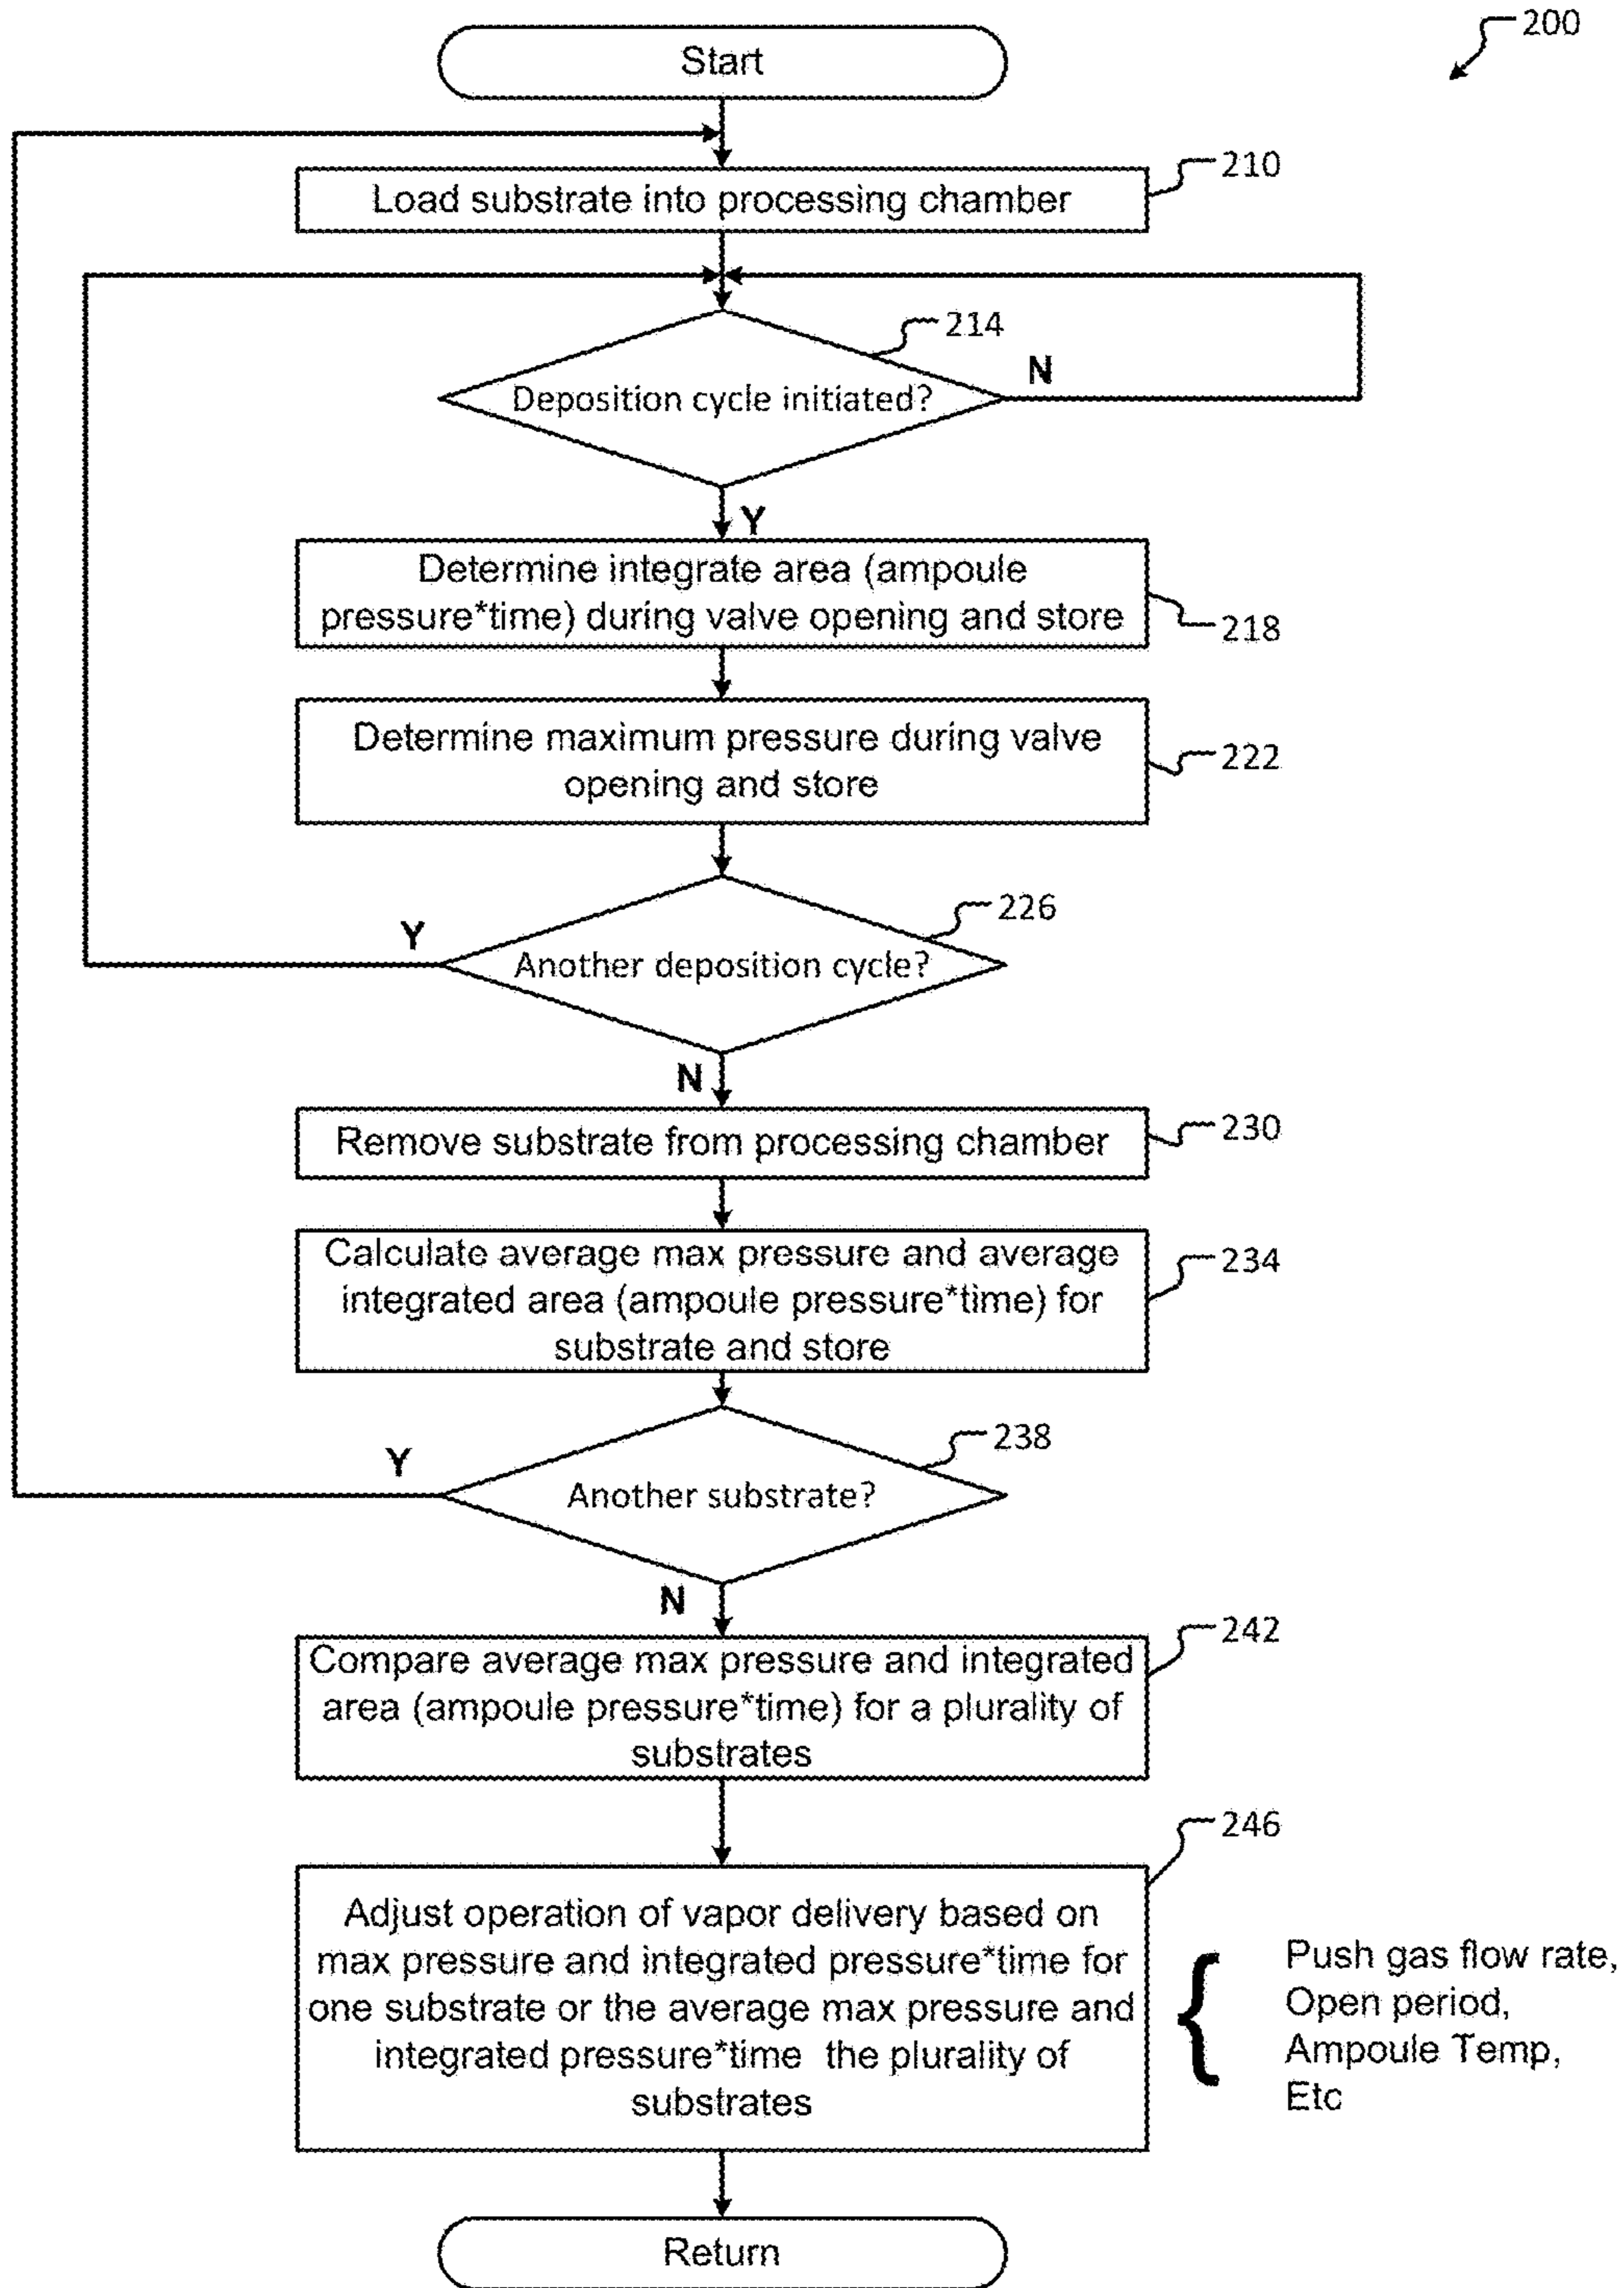 200
Start
Load substrate into processing chamber
210
214
Deposition cycle initiated?
N
Y
Determine integrate area (ampoule
pressure*time) during valve opening and store
218
Determine maximum pressure during valve
opening and store
222
226
Y
Another deposition cycle?
N
Remove substrate from processing chamber
230
Calculate average max pressure and average
integrated area (ampoule pressure*time) for
substrate and store
234
238
Y
Another substrate?
N
Compare average max pressure and integrated
area (ampoule pressure*time) for a plurality of
substrates
242
246
Adjust operation of vapor delivery based on
max pressure and integrated pressure*time for
one substrate or the average max pressure and
integrated pressure*time the plurality of
substrates
{
Push gas flow rate,
Open period,
Ampoule Temp,
Etc
Return